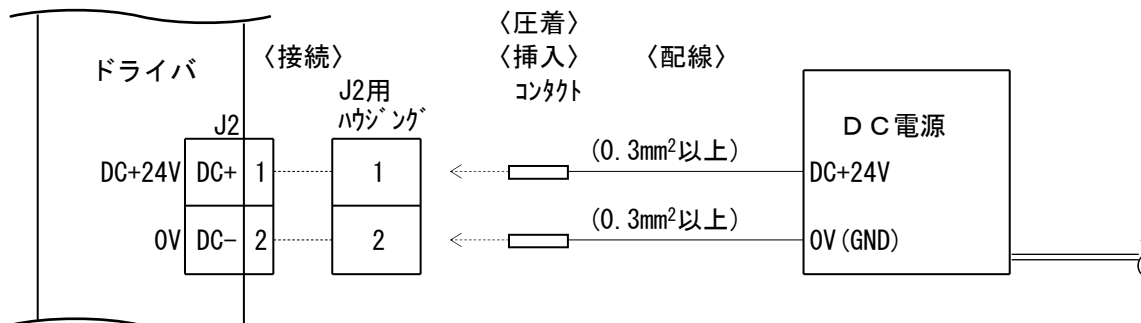 〈圧着〉
ドライバ
〈接続〉
〈挿入〉
〈配線〉
J2用
ﾊｳｼﾞﾝｸﾞ
ｺﾝﾀｸﾄ
J2
DC電源
(0.3mm²以上)
DC+24V
DC+
1
1
DC+24V
(0.3mm²以上)
0V
DC-
2
2
0V(GND)